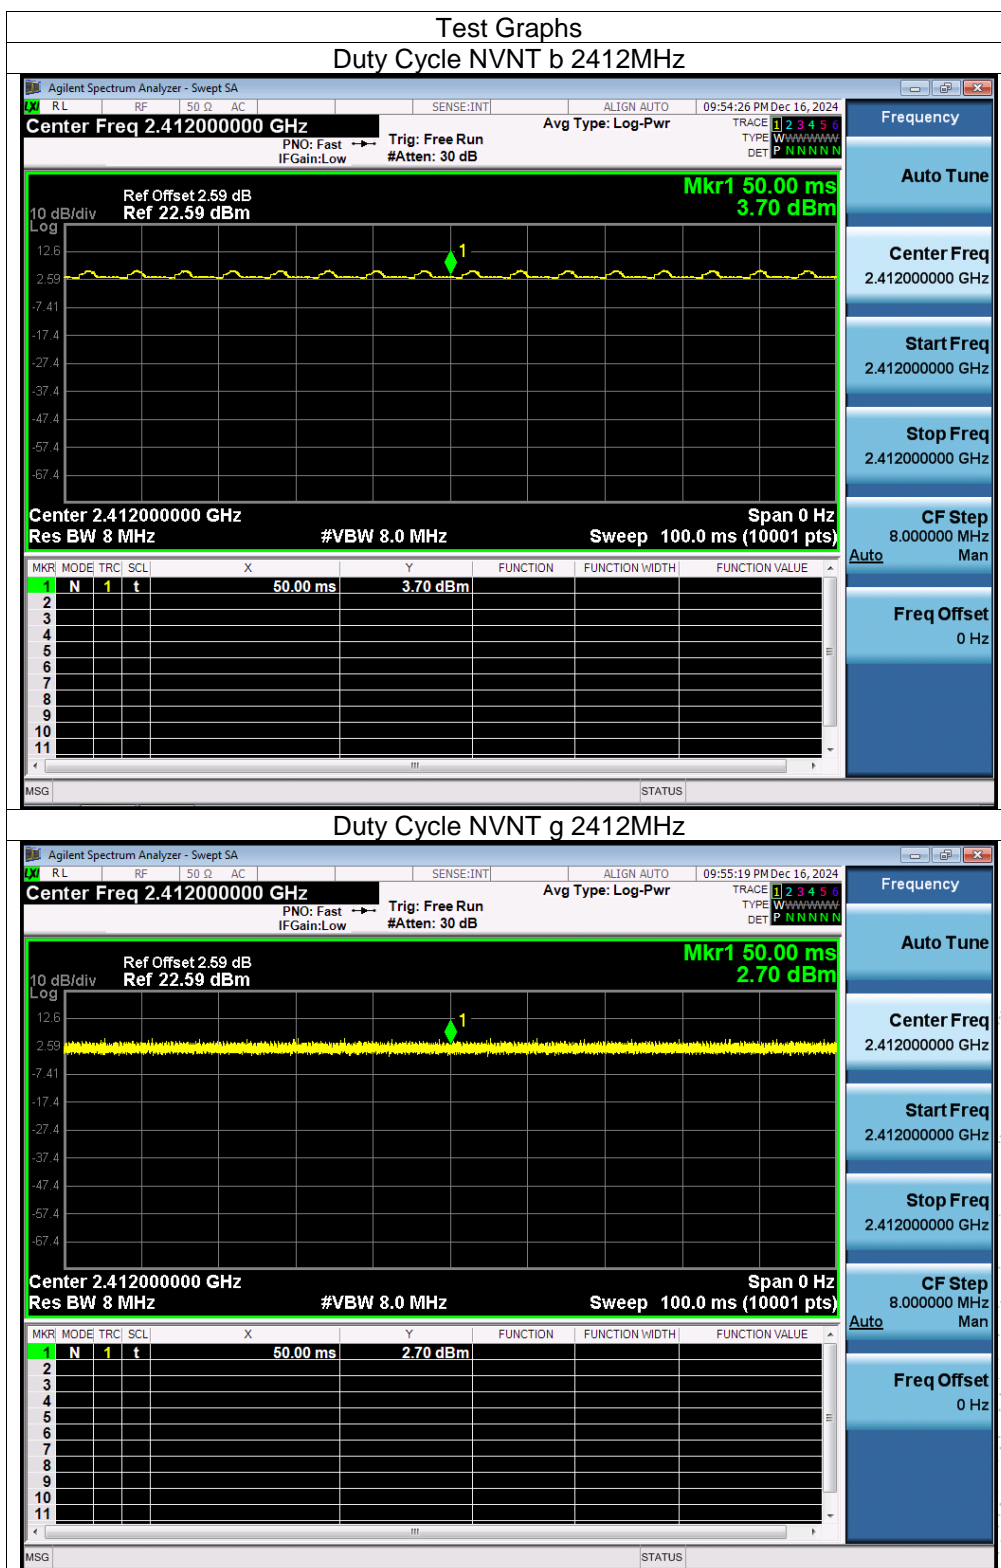 Test Graphs
Duty Cycle NVNT b 2412MHz
Agilent Spectrum Analyzer - Swept SA
LXI RL RF 50 Ω AC SENSE:INT ALIGN AUTO 09:54:26 PM Dec 16, 2024
Center Freq 2.412000000 GHz Avg Type: Log-Pwr TRACE 1 2 3 4 5 6
PNO: Fast Trig: Free Run TYPE WWWWWW
IFGain:Low #Atten: 30 dB DET P N N N N N
Frequency
Mkr1 50.00 ms
3.70 dBm
Ref Offset 2.59 dB
10 dB/div Ref 22.59 dBm
Log
12.6
2.59
-7.41
-17.4
-27.4
-37.4
-47.4
-57.4
-67.4
1
Center 2.412000000 GHz Span 0 Hz
Res BW 8 MHz #VBW 8.0 MHz Sweep 100.0 ms (10001 pts)
MKR MODE TRC SCL X Y FUNCTION FUNCTION WIDTH FUNCTION VALUE
1 N 1 t 50.00 ms 3.70 dBm
2
3
4
5
6
7
8
9
10
11
MSG STATUS
Auto Tune
Center Freq
2.412000000 GHz
Start Freq
2.412000000 GHz
Stop Freq
2.412000000 GHz
CF Step
8.000000 MHz
Auto Man
Freq Offset
0 Hz
Duty Cycle NVNT g 2412MHz
Agilent Spectrum Analyzer - Swept SA
LXI RL RF 50 Ω AC SENSE:INT ALIGN AUTO 09:55:19 PM Dec 16, 2024
Center Freq 2.412000000 GHz Avg Type: Log-Pwr TRACE 1 2 3 4 5 6
PNO: Fast Trig: Free Run TYPE WWWWWW
IFGain:Low #Atten: 30 dB DET P N N N N N
Frequency
Mkr1 50.00 ms
2.70 dBm
Ref Offset 2.59 dB
10 dB/div Ref 22.59 dBm
Log
12.6
2.59
-7.41
-17.4
-27.4
-37.4
-47.4
-57.4
-67.4
1
Center 2.412000000 GHz Span 0 Hz
Res BW 8 MHz #VBW 8.0 MHz Sweep 100.0 ms (10001 pts)
MKR MODE TRC SCL X Y FUNCTION FUNCTION WIDTH FUNCTION VALUE
1 N 1 t 50.00 ms 2.70 dBm
2
3
4
5
6
7
8
9
10
11
MSG STATUS
Auto Tune
Center Freq
2.412000000 GHz
Start Freq
2.412000000 GHz
Stop Freq
2.412000000 GHz
CF Step
8.000000 MHz
Auto Man
Freq Offset
0 Hz